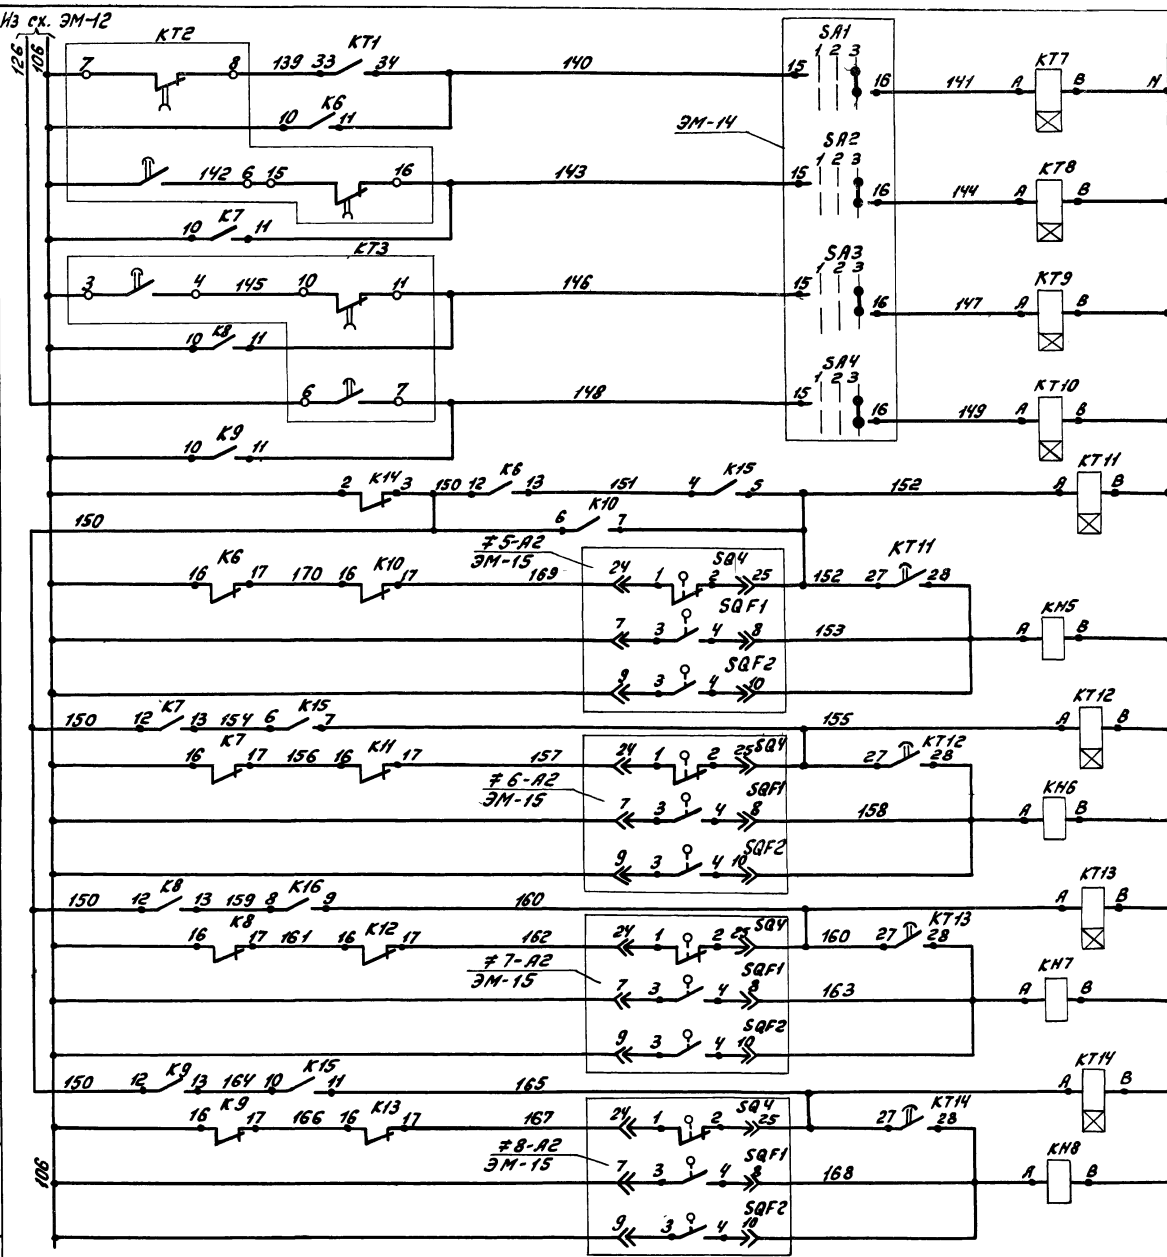 Из сх. ЭМ-12
126 106
КТ2 КТ1 SA1
7 8 139 33 34 140 15 1 2 3 16 141 А КТ7 В N
10 К6 11
ЭМ-14
SA2
142 6 15 16 143 15 1 2 3 16 144 А КТ8 В
10 К7 11
КТ3 SA3
3 4 145 10 11 146 15 1 2 3 16 147 А КТ9 В
10 К8 11
SA4
6 7 148 15 1 2 3 16 149 А КТ10 В
10 К9 11
2 К14 3 150 12 К6 13 151 4 К15 5 152 А КТ11 В
150 6 К10 7
≠5-А2
ЭМ-15
16 К6 17 170 16 К10 17 169 24 1 SQ4 2 25 152 27 КТ11 28
7 3 SQF1 4 8 153 А КН5 В
9 3 SQF2 4 10
150 12 К7 13 154 6 К15 7 155 А КТ12 В
16 К7 17 156 16 К11 17 157 24 1 2 25 SQ4 27 КТ12 28
≠6-А2
ЭМ-15
7 3 4 SQF1 8 158 А КН6 В
9 3 4 10 SQF2
150 12 К8 13 159 8 К16 9 160 А КТ13 В
16 К8 17 161 16 К12 17 162 24 1 2 25 SQ4 160 27 КТ13 28
≠7-А2
ЭМ-15
7 3 4 SQF1 8 163 А КН7 В
9 3 4 SQF2 10
150 12 К9 13 164 10 К15 11 165 А КТ14 В
16 К9 17 166 16 К13 17 167 24 1 2 SQ4 25 27 КТ14 28
≠8-А2
ЭМ-15
106
7 3 4 SQF1 8 168 А КН8 В
9 3 4 SQF2 10